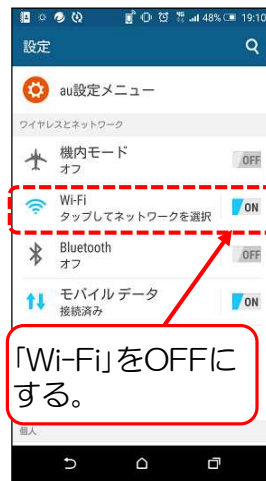 48% 19:10
設定
au設定メニュー
ワイヤレスとネットワーク
機内モード
オフ
OFF
Wi-Fi
タップしてネットワークを選択
ON
Bluetooth
オフ
OFF
モバイル データ
接続済み
ON
「Wi-Fi」をOFFに
する。
個人